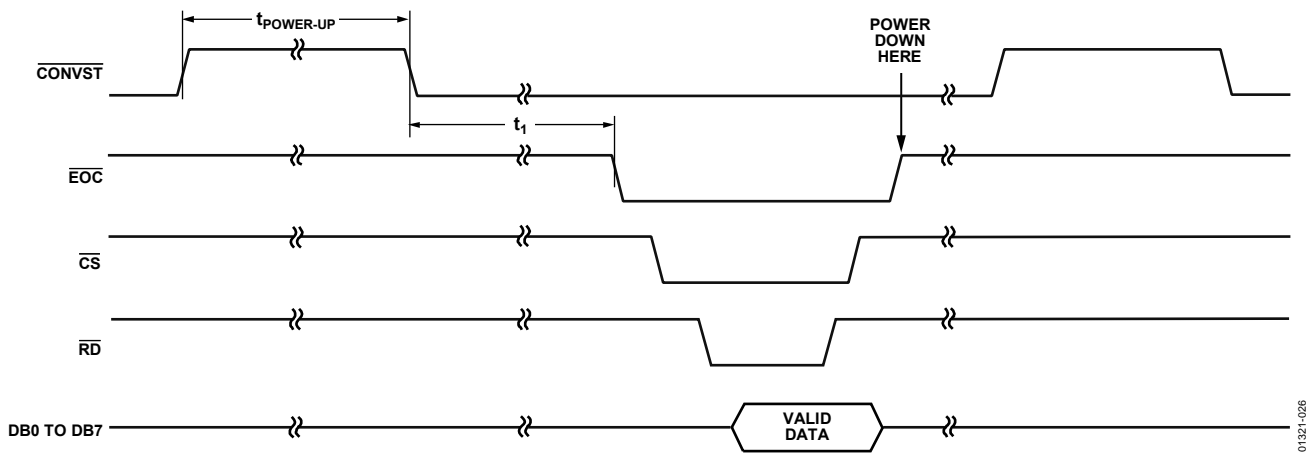 tPOWER-UP
POWER
DOWN
HERE
CONVST
t1
EOC
CS
RD
DB0 TO DB7
VALID
DATA
01321-026